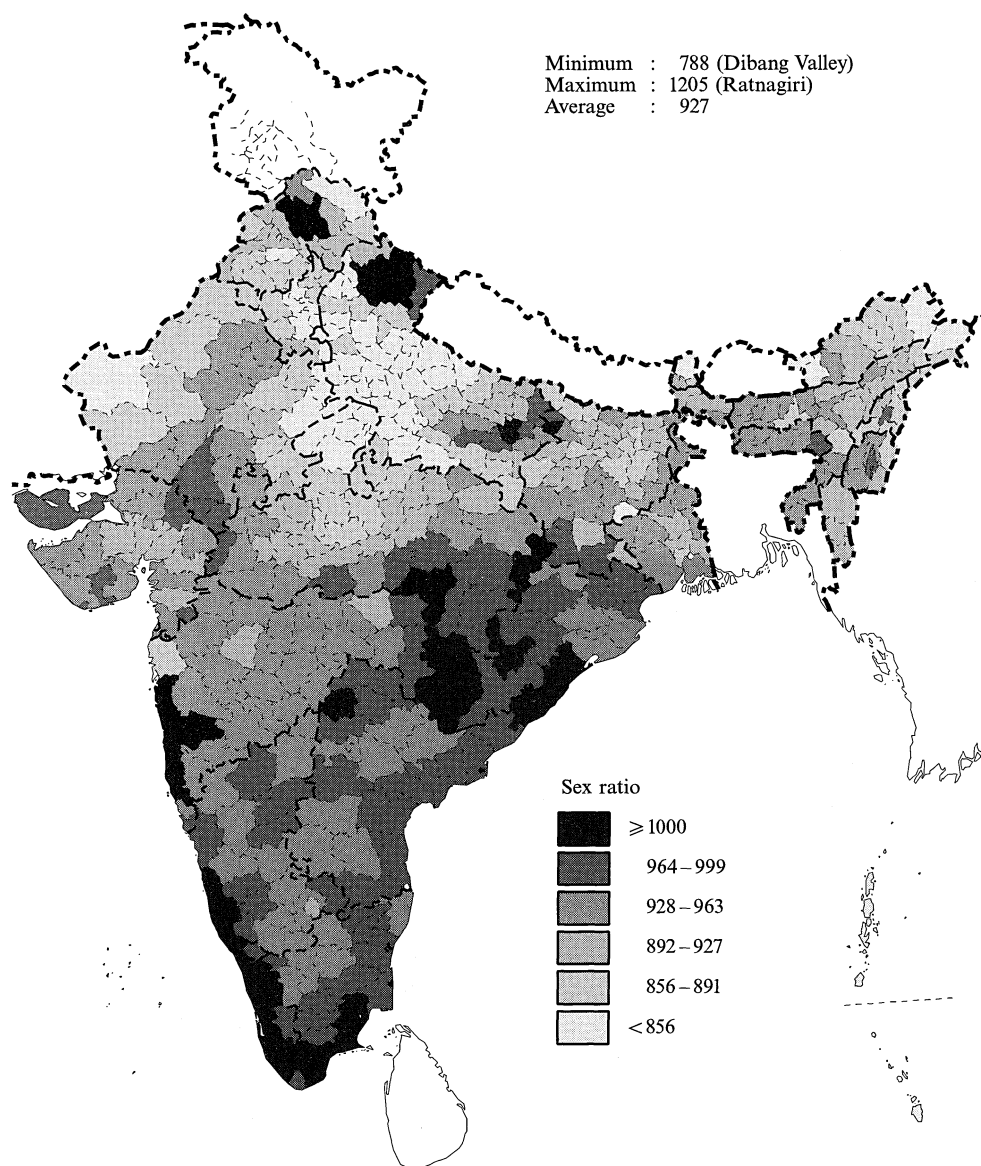 Minimum : 788 (Dibang Valley)
Maximum : 1205 (Ratnagiri)
Average : 927
Sex ratio
⩾1000
964–999
928–963
892–927
856–891
<856